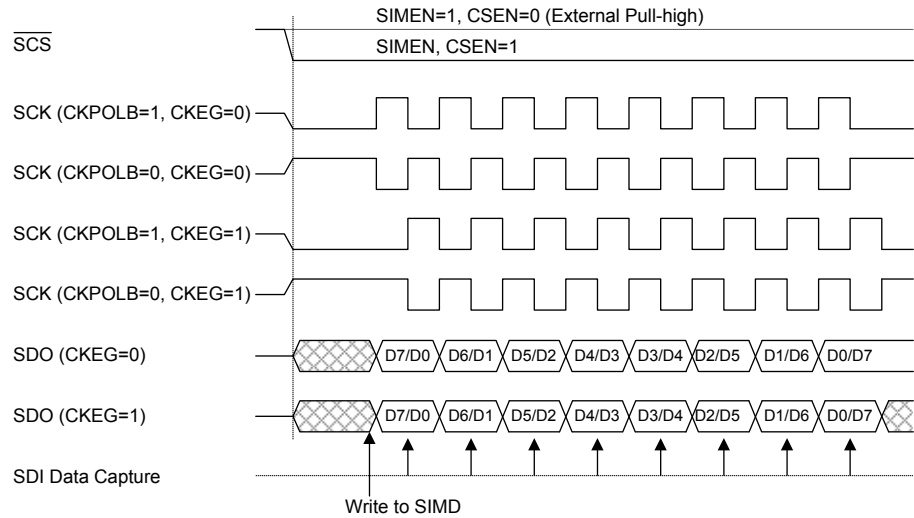 SIMEN=1, CSEN=0 (External Pull-high)
SCS
SIMEN, CSEN=1
SCK (CKPOLB=1, CKEG=0)
SCK (CKPOLB=0, CKEG=0)
SCK (CKPOLB=1, CKEG=1)
SCK (CKPOLB=0, CKEG=1)
SDO (CKEG=0) D7/D0 D6/D1 D5/D2 D4/D3 D3/D4 D2/D5 D1/D6 D0/D7
SDO (CKEG=1) D7/D0 D6/D1 D5/D2 D4/D3 D3/D4 D2/D5 D1/D6 D0/D7
SDI Data Capture
Write to SIMD